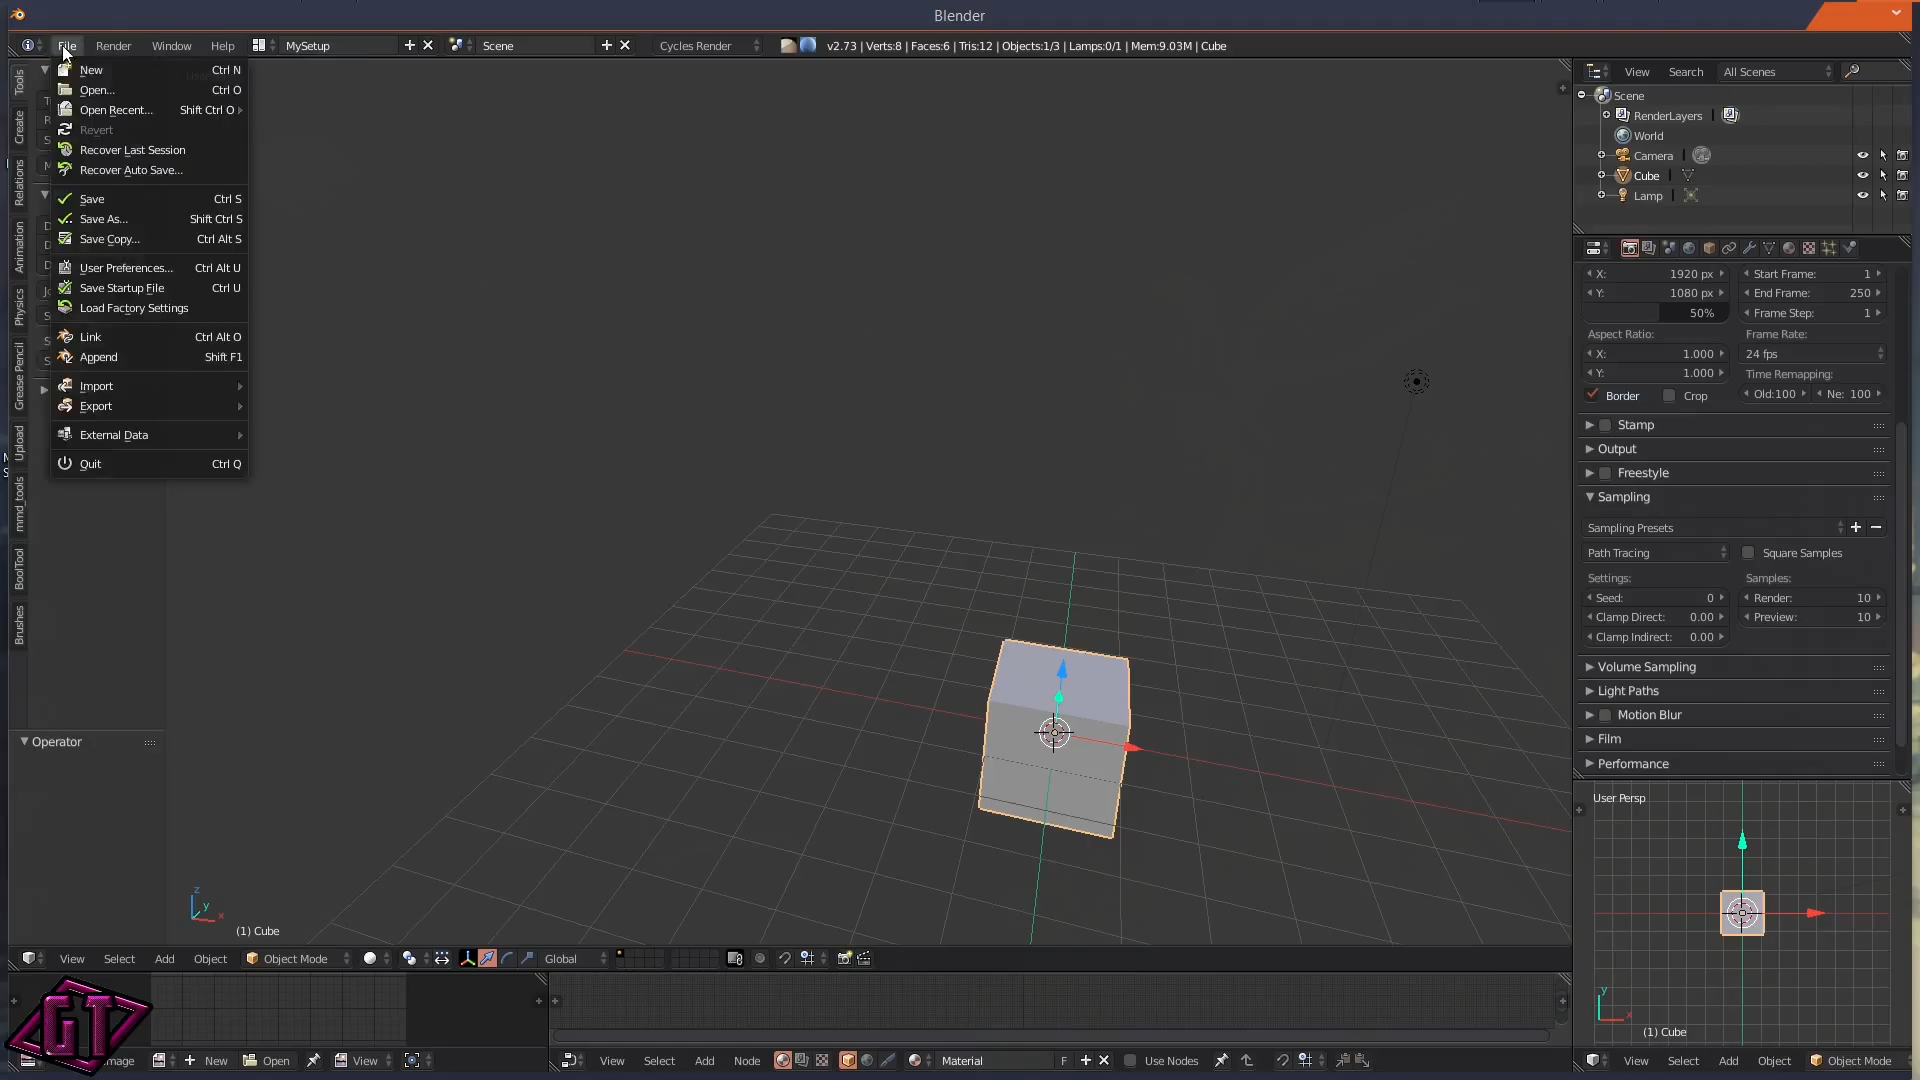 Blender
File Render Window Help MySetup Scene Cycles Render v2.73 | Verts:8 | Faces:6 | Tris:12 | Objects:1/3 | Lamps:0/1 | Mem:9.03M | Cube
New Ctrl N
Open... Ctrl O
Open Recent... Shift Ctrl O
Revert
Recover Last Session
Recover Auto Save...
Save Ctrl S
Save As... Shift Ctrl S
Save Copy... Ctrl Alt S
User Preferences... Ctrl Alt U
Save Startup File Ctrl U
Load Factory Settings
Link Ctrl Alt O
Append Shift F1
Import
Export
External Data
Quit Ctrl Q
Tools
Create
Relations
Animation
Physics
Grease Pencil
Upload
mmd_tools
BoolTool
Brushes
Operator
(1) Cube
View Select Add Object Object Mode Global
View Search All Scenes
Scene
RenderLayers
World
Camera
Cube
Lamp
X: 1920 px Start Frame: 1
Y: 1080 px End Frame: 250
50% Frame Step: 1
Aspect Ratio: Frame Rate:
X: 1.000 24 fps
Y: 1.000 Time Remapping:
Border Crop Old:100 Ne: 100
Stamp
Output
Freestyle
Sampling
Sampling Presets
Path Tracing Square Samples
Settings: Samples:
Seed: 0 Render: 10
Clamp Direct: 0.00 Preview: 10
Clamp Indirect: 0.00
Volume Sampling
Light Paths
Motion Blur
Film
Performance
User Persp
(1) Cube
z
y
x
y
x
GT
mage New Open View
View Select Add Node Material F Use Nodes
View Select Add Object Object Mode